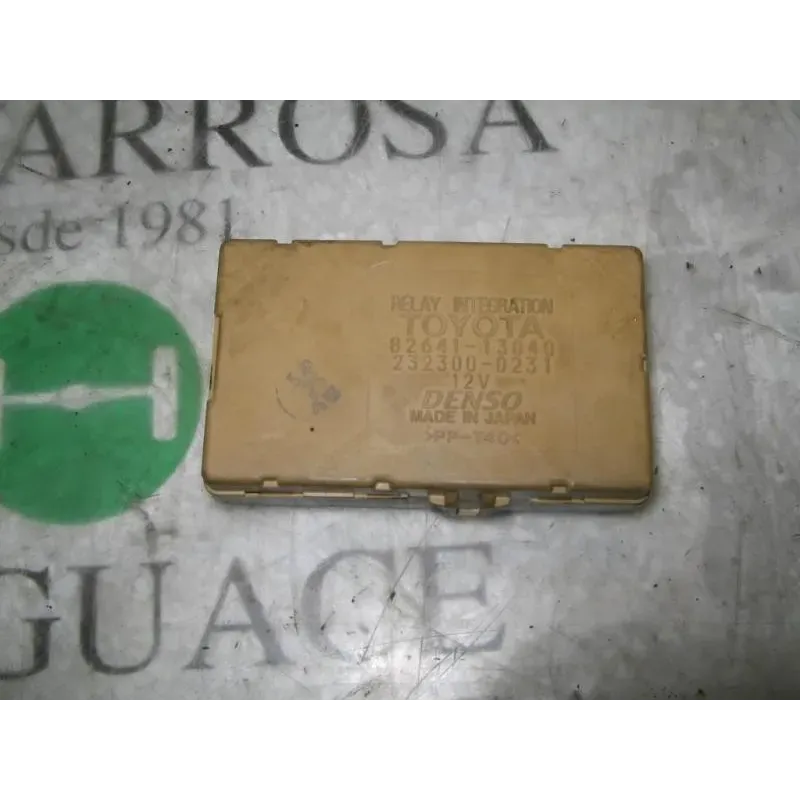 ARROSA
sde 1981
RELAY INTEGRATION
TOYOTA
82641-13040
232300-0231
12V
DENSO
MADE IN JAPAN
>PP-T40<
GUACE